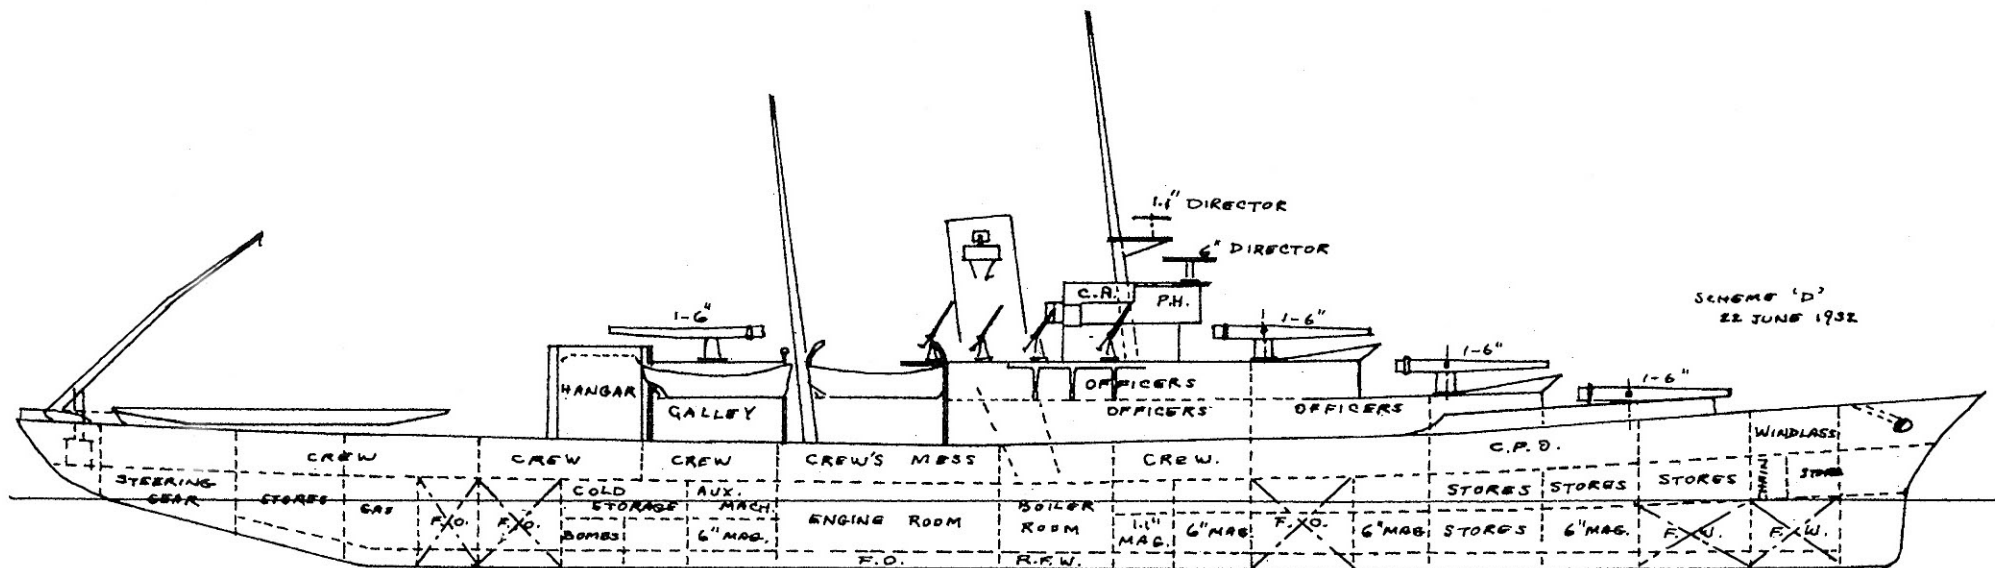 1.1" DIRECTOR
6" DIRECTOR
C.R. P.H.
SCHEME 'D'
22 JUNE 1932
1-6"
1-6"
1-6"
1-6"
HANGAR
GALLEY
OFFICERS
OFFICERS
OFFICERS
CREW
CREW
CREW
CREW'S MESS
CREW.
C.P.O.
WINDLASS
STEERING
GEAR
STORES
GAS
F.O.
F.O.
COLD
STORAGE
BOMBS
AUX.
MACH
6" MAG.
ENGINE ROOM
F.O.
BOILER
ROOM
R.F.W.
1.1"
MAG.
6" MAG
F.O.
6" MAG
STORES
STORES
STORES
6" MAG.
STORES
F.W.
CHAIN
STORE
F.W.